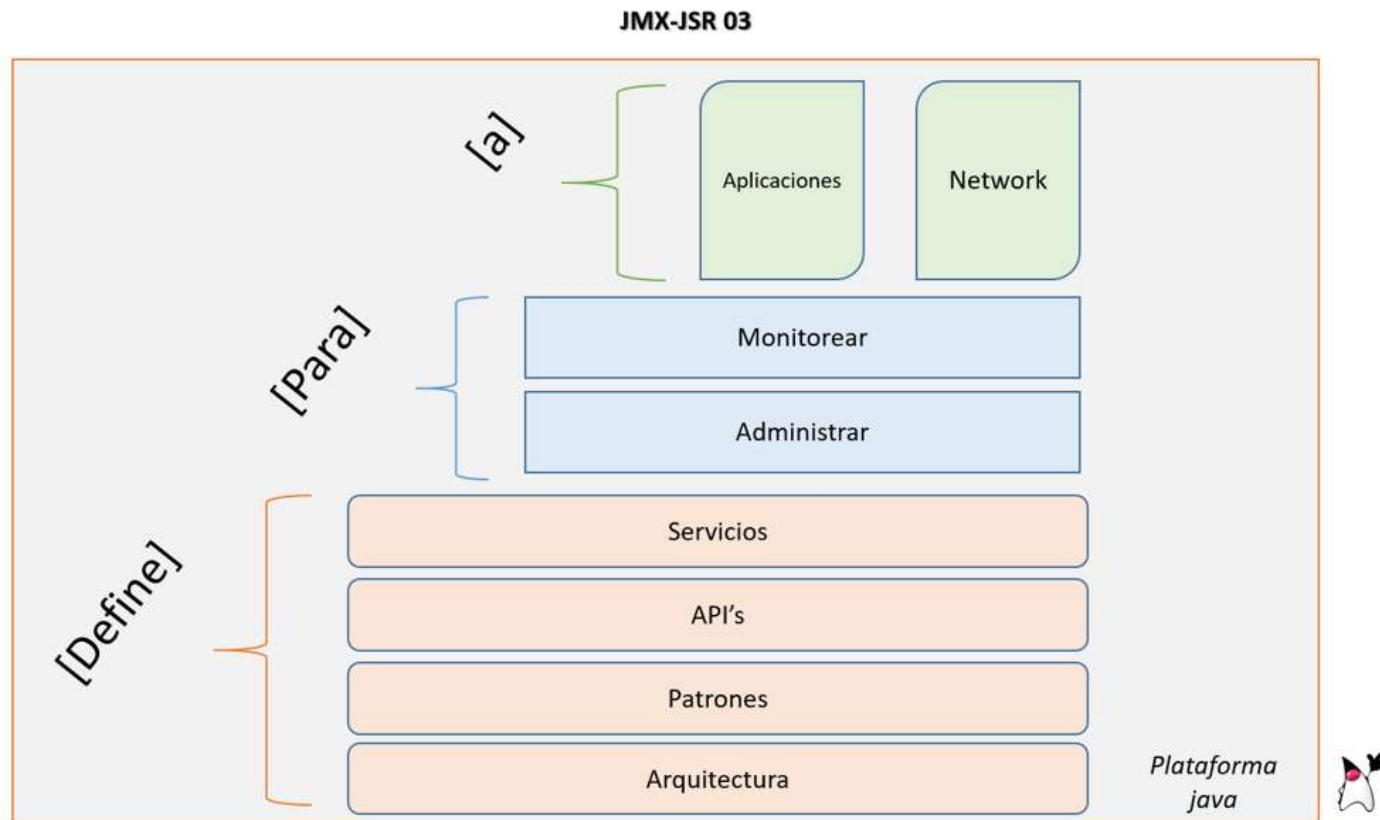 JMX-JSR 03
[a]
Aplicaciones
Network
[Para]
Monitorear
Administrar
[Define]
Servicios
API’s
Patrones
Arquitectura
Plataforma
java